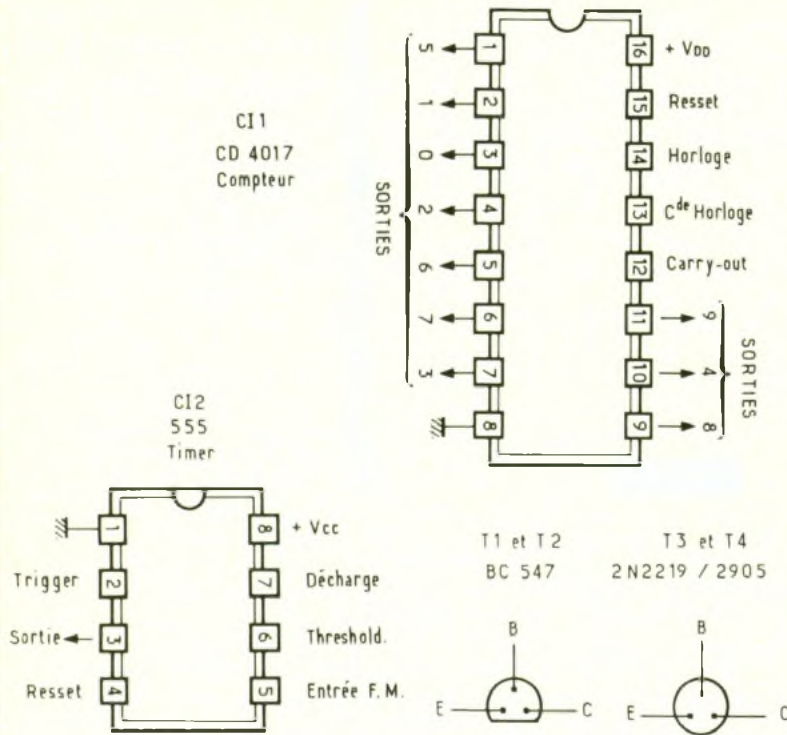 CI1
CD 4017
Compteur
SORTIES
5 1
1 2
0 3
2 4
6 5
7 6
3 7
8
16 + VDD
15 Resset
14 Horloge
13 Cde Horloge
12 Carry-out
11 9
10 4
9 8
SORTIES
CI2
555
Timer
1
Trigger 2
Sortie 3
Resset 4
8 + Vcc
7 Décharge
6 Threshold.
5 Entrée F.M.
T1 et T2
BC 547
B
E C
T3 et T4
2N2219 / 2905
B
E C